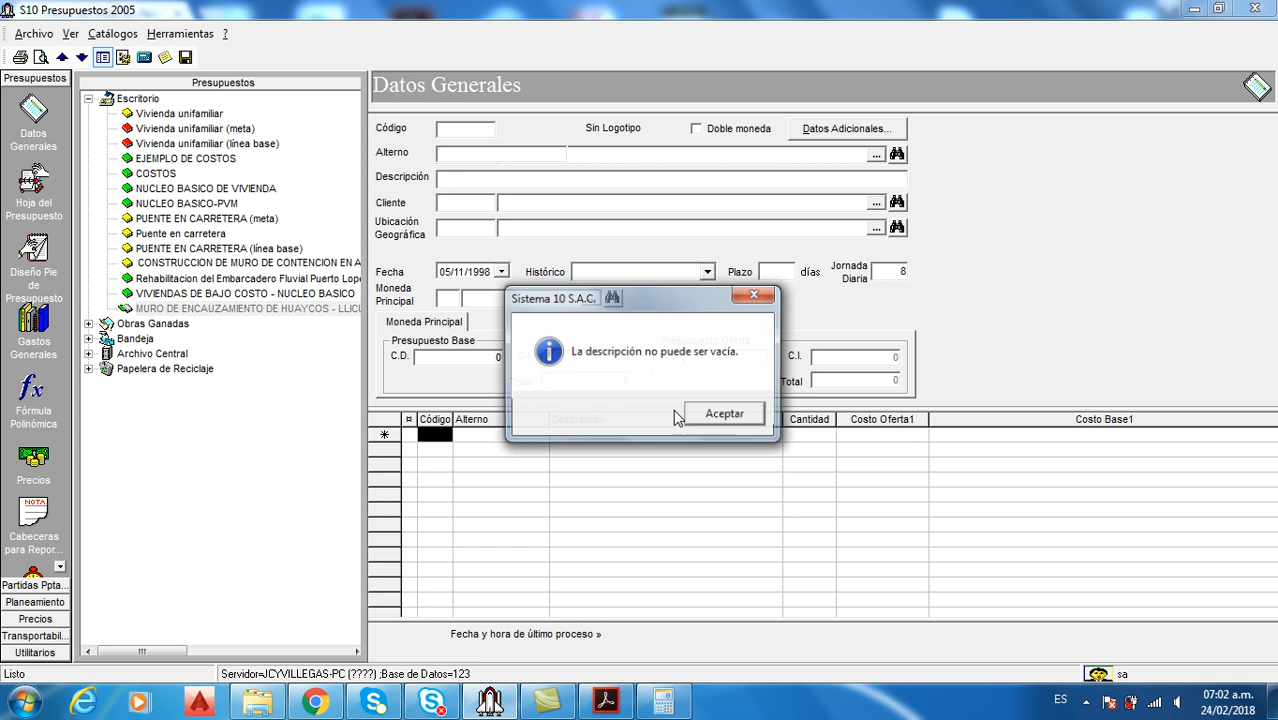 S10 Presupuestos 2005
Archivo Ver Catálogos Herramientas ?
Presupuestos
Datos
Generales
Hoja del
Presupuesto
Diseño Pie
de
Presupuesto
Gastos
Generales
fx
Fórmula
Polinómica
Precios
NOTA
Cabeceras
para Repor...
Partidas Ppta...
Planeamiento
Precios
Transportabil...
Utilitarios
Presupuestos
Escritorio
Vivienda unifamiliar
Vivienda unifamiliar (meta)
Vivienda unifamiliar (línea base)
EJEMPLO DE COSTOS
COSTOS
NUCLEO BASICO DE VIVIENDA
NUCLEO BASICO-PVM
PUENTE EN CARRETERA (meta)
Puente en carretera
PUENTE EN CARRETERA (línea base)
CONSTRUCCION DE MURO DE CONTENCION EN A
Rehabilitacion del Embarcadero Fluvial Puerto Lope
VIVIENDAS DE BAJO COSTO - NUCLEO BASICO
MURO DE ENCAUZAMIENTO DE HUAYCOS - LLICU
Obras Ganadas
Bandeja
Archivo Central
Papelera de Reciclaje
Datos Generales
Código Sin Logotipo Doble moneda Datos Adicionales...
Alterno ...
Descripción
Cliente ...
Ubicación
Geográfica ...
Fecha 05/11/1998 Histórico Plazo días Jornada
Diaria 8
Moneda
Principal
Moneda Principal
Presupuesto Base Presupuesto Oferta
C.D. 0 C.I. 0
Total 0 Total 0
Sistema 10 S.A.C.
La descripción no puede ser vacía.
Aceptar
¤ Código Alterno Descripción Cantidad Costo Oferta1 Costo Base1
Fecha y hora de último proceso »
Listo Servidor=JCYVILLEGAS-PC (????) ;Base de Datos=123 sa
ES 07:02 a.m.
24/02/2018